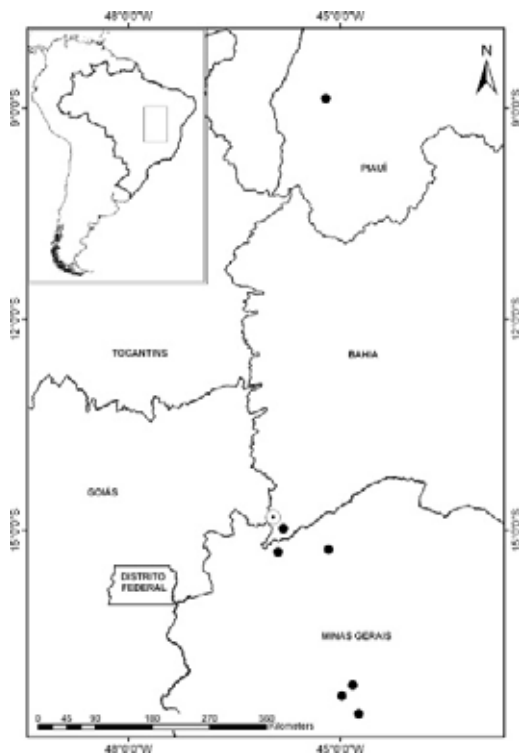 48°0'0"W 45°0'0"W
N
9°0'0"S 9°0'0"S
PIAUÍ
12°0'0"S 12°0'0"S
TOCANTINS
BAHIA
GOIÁS
15°0'0"S 15°0'0"S
DISTRITO
FEDERAL
MINAS GERAIS
0 45 90 180 270 360
Kilometers
48°0'0"W 45°0'0"W